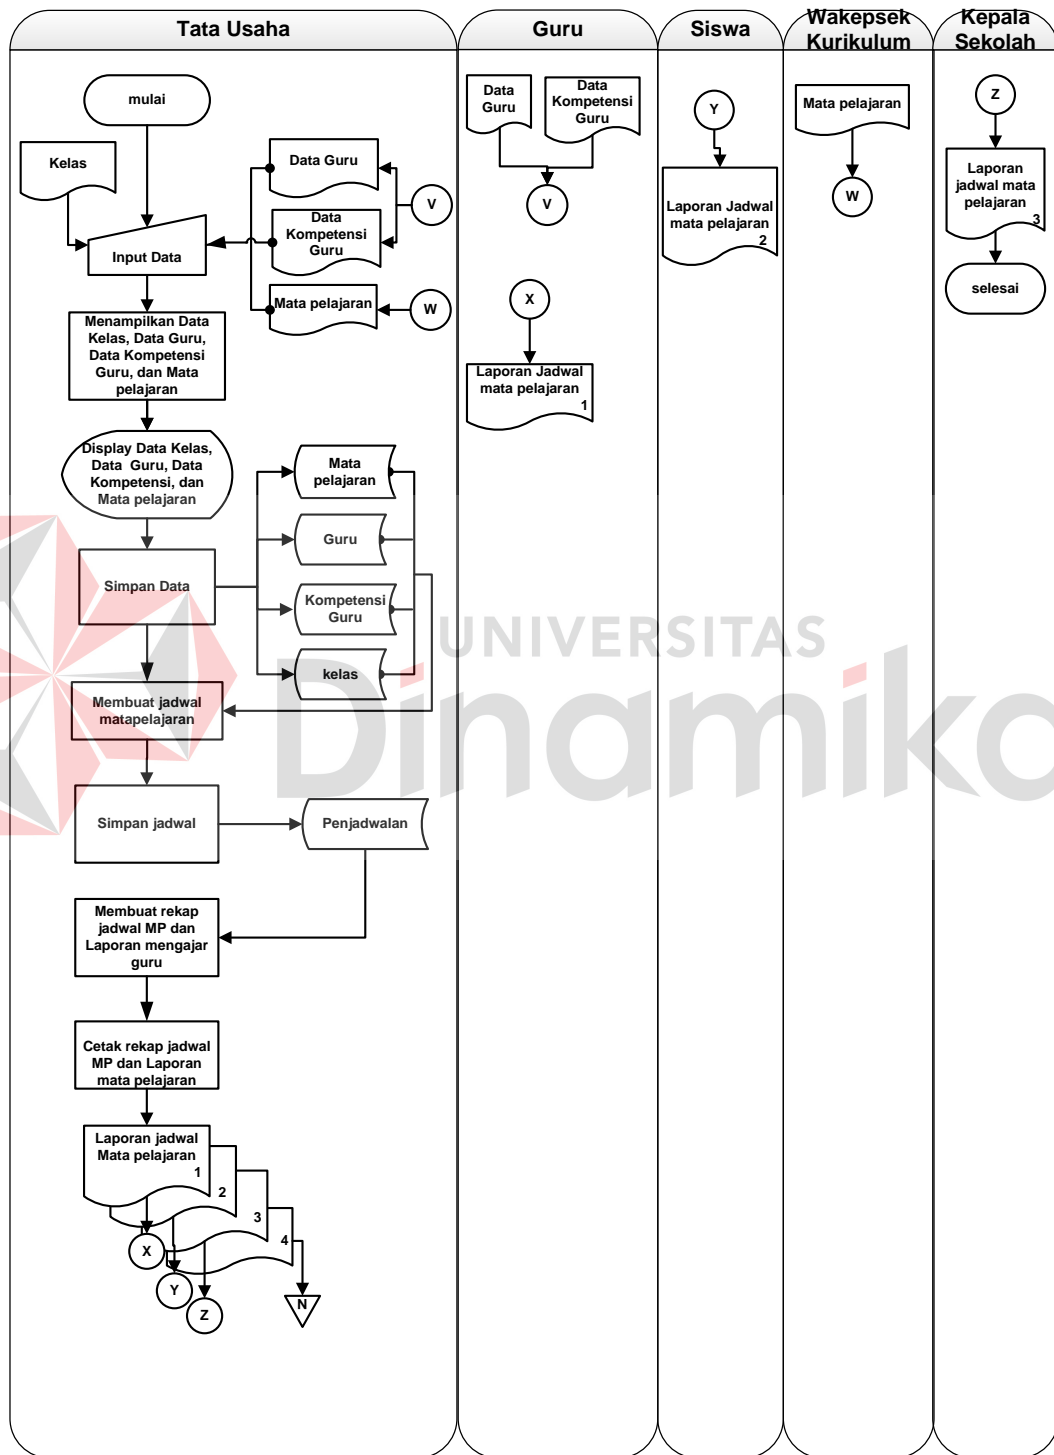 Tata Usaha
Guru
Siswa
Wakepsek
Kurikulum
Kepala
Sekolah
mulai
Kelas
Data Guru
V
Data
Kompetensi
Guru
Input Data
Mata pelajaran
W
Menampilkan Data
Kelas, Data Guru,
Data Kompetensi
Guru, dan Mata
pelajaran
Display Data Kelas,
Data Guru, Data
Kompetensi, dan
Mata pelajaran
Mata
pelajaran
Guru
Simpan Data
Kompetensi
Guru
kelas
Membuat jadwal
matapelajaran
Simpan jadwal
Penjadwalan
Membuat rekap
jadwal MP dan
Laporan mengajar
guru
Cetak rekap jadwal
MP dan Laporan
mata pelajaran
Laporan jadwal
Mata pelajaran
1
2
3
4
X
Y
Z
N
Data
Guru
Data
Kompetensi
Guru
V
X
Laporan Jadwal
mata pelajaran
1
Y
Laporan Jadwal
mata pelajaran
2
Mata pelajaran
W
Z
Laporan
jadwal mata
pelajaran
3
selesai
UNIVERSITAS
Dinamika